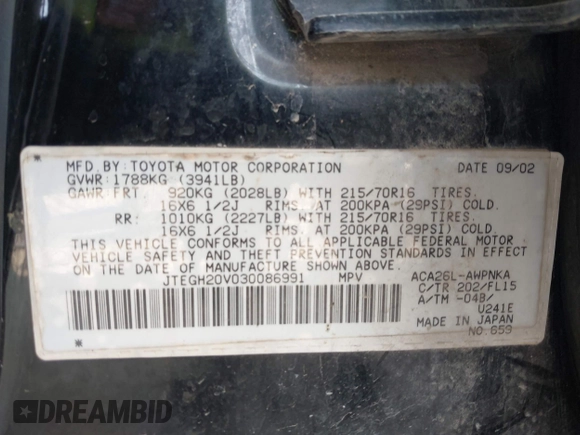 MFD.BY:TOYOTA MOTOR CORPORATION DATE 09/02
GVWR:1788KG (3941LB)
GAWR:FRT. 920KG (2028LB) WITH 215/70R16 TIRES.
16X6 1/2J RIMS. AT 200KPA (29PSI) COLD.
RR: 1010KG (2227LB) WITH 215/70R16 TIRES.
16X6 1/2J RIMS. AT 200KPA (29PSI) COLD.
THIS VEHICLE CONFORMS TO ALL APPLICABLE FEDERAL MOTOR
VEHICLE SAFETY AND THEFT PREVENTION STANDARDS IN EFFECT
ON THE DATE OF MANUFACTURE SHOWN ABOVE.
JTEGH20V030086991 MPV ACA26L-AWPNKA
C/TR 202/FL15
A/TM -04B/
U241E
MADE IN JAPAN
NO.659
DREAMBID